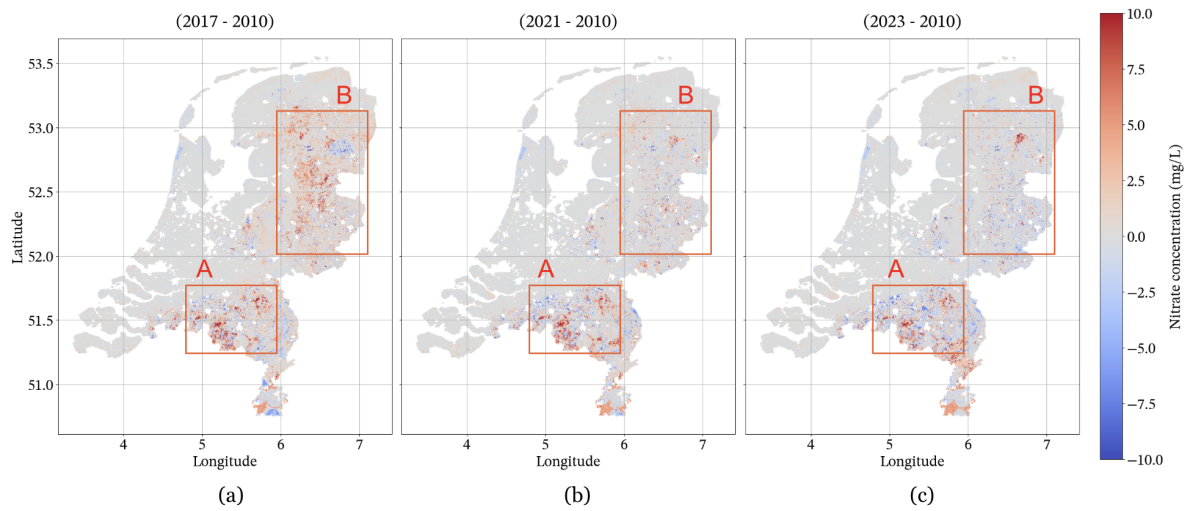 (2017 - 2010) (2021 - 2010) (2023 - 2010)
10.0
7.5
5.0
2.5
0.0
−2.5
−5.0
−7.5
−10.0
Nitrate concentration (mg/L)
53.5
53.0
52.5
52.0
51.5
51.0
Latitude
B B B
A A A
4 5 6 7 4 5 6 7 4 5 6 7
Longitude Longitude Longitude
(a) (b) (c)